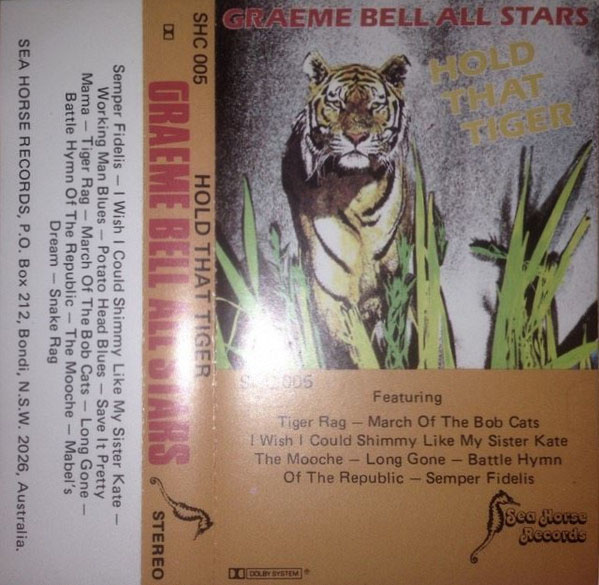 GRAEME BELL ALL STARS
HOLD
THAT
TIGER
SHC 005
Featuring
Tiger Rag — March Of The Bob Cats
I Wish I Could Shimmy Like My Sister Kate
The Mooche — Long Gone — Battle Hymn
Of The Republic — Semper Fidelis
Sea Horse
Records
DOLBY SYSTEM ®
SHC 005
HOLD THAT TIGER
GRAEME BELL ALL STARS
STEREO
Semper Fidelis — I Wish I Could Shimmy Like My Sister Kate —
Working Man Blues — Potato Head Blues — Save It Pretty
Mama — Tiger Rag — March Of The Bob Cats — Long Gone —
Battle Hymn Of The Republic — The Mooche — Mabel's
Dream — Snake Rag
SEA HORSE RECORDS, P.O. Box 212, Bondi, N.S.W. 2026, Australia.